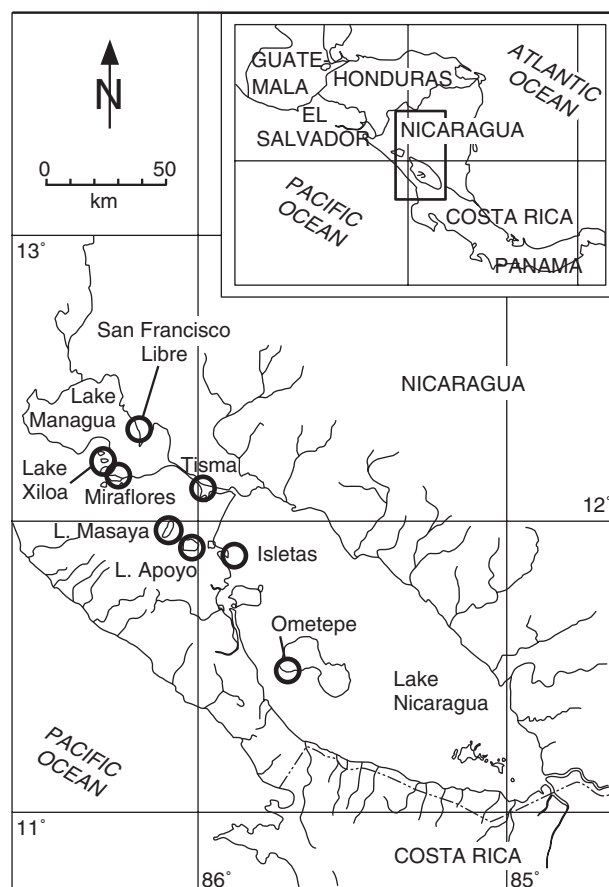 N
0 50
km
GUATE-
MALA
HONDURAS
EL
SALVADOR
NICARAGUA
ATLANTIC
OCEAN
PACIFIC
OCEAN
COSTA RICA
PANAMA
13°
San Francisco
Libre
NICARAGUA
Lake
Managua
Lake
Xiloa
Miraflores
Tisma
12°
L. Masaya
L. Apoyo
Isletas
Ometepe
Lake
Nicaragua
PACIFIC
OCEAN
11°
COSTA RICA
86°
85°